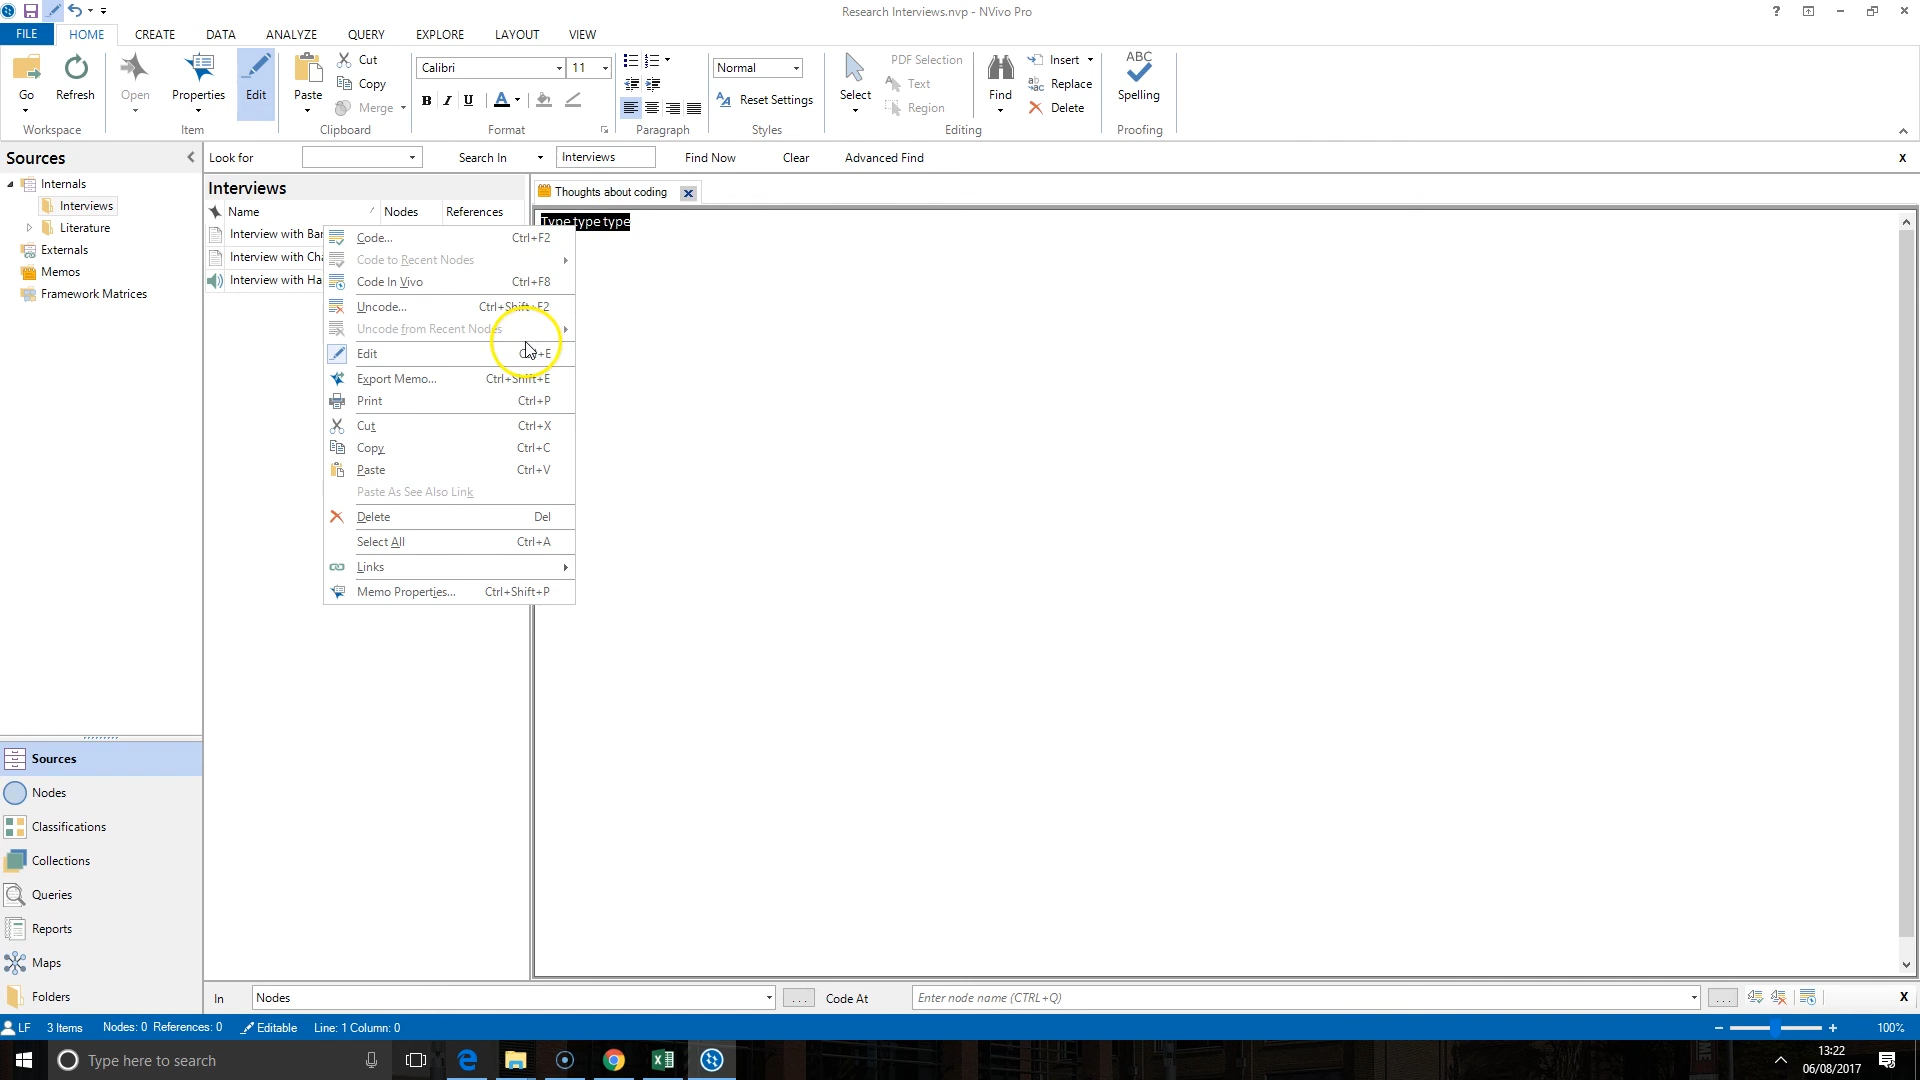 Research Interviews.nvp - NVivo Pro
FILE HOME CREATE DATA ANALYZE QUERY EXPLORE LAYOUT VIEW
Go Refresh Open Properties Edit Paste Cut Copy Merge
Calibri 11 Normal Reset Settings
B I U A
Select PDF Selection Text Region Find Insert Replace Delete ABC Spelling
Workspace Item Clipboard Format Paragraph Styles Editing Proofing
Sources Look for Search In Interviews Find Now Clear Advanced Find X
Internals
Interviews
Literature
Externals
Memos
Framework Matrices
Interviews
Name Nodes References
Interview with Bar
Interview with Cha
Interview with Ha
Thoughts about coding
Type type type
Code... Ctrl+F2
Code to Recent Nodes
Code In Vivo Ctrl+F8
Uncode... Ctrl+Shift+F2
Uncode from Recent Nodes
Edit Ctrl+E
Export Memo... Ctrl+Shift+E
Print Ctrl+P
Cut Ctrl+X
Copy Ctrl+C
Paste Ctrl+V
Paste As See Also Link
Delete Del
Select All Ctrl+A
Links
Memo Properties... Ctrl+Shift+P
Sources
Nodes
Classifications
Collections
Queries
Reports
Maps
Folders
In Nodes ... Code At Enter node name (CTRL+Q) ... X
LF 3 Items Nodes: 0 References: 0 Editable Line: 1 Column: 0 100%
Type here to search 13:22
06/08/2017